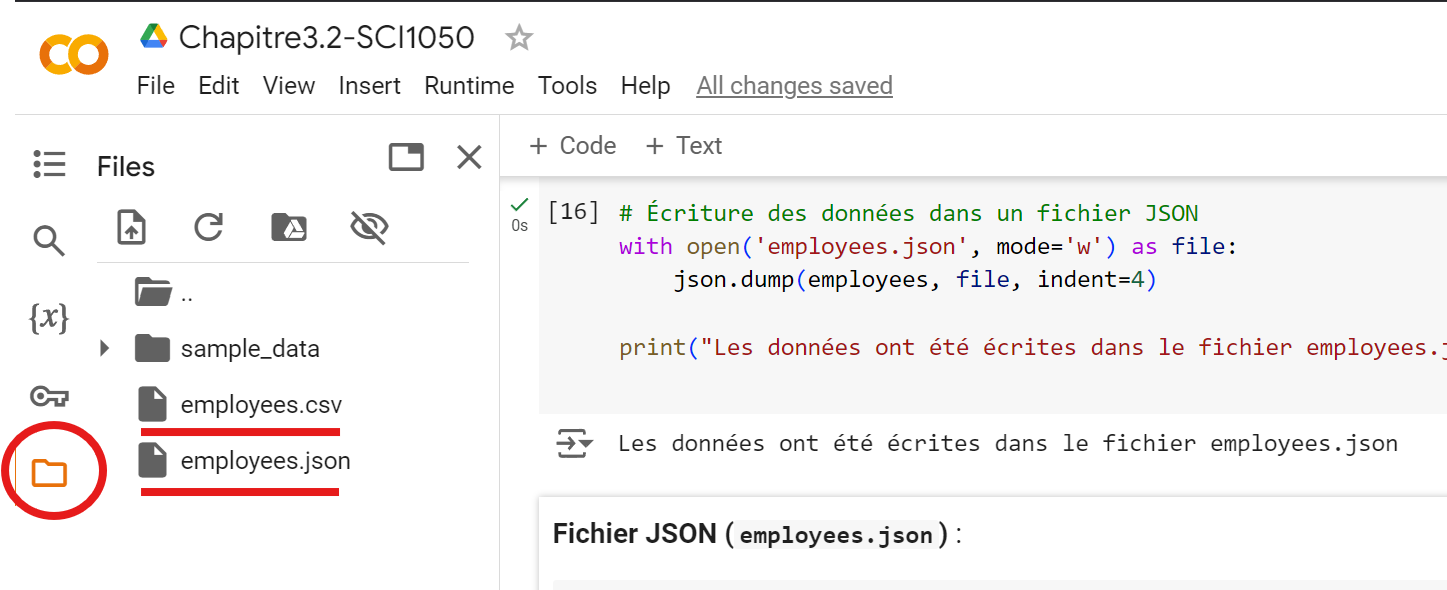 Chapitre3.2-SCI1050
File Edit View Insert Runtime Tools Help All changes saved
Files
..
sample_data
employees.csv
employees.json
{x}
+ Code + Text
0s
[16] # Écriture des données dans un fichier JSON
with open('employees.json', mode='w') as file:
    json.dump(employees, file, indent=4)
print("Les données ont été écrites dans le fichier employees.j
Les données ont été écrites dans le fichier employees.json
Fichier JSON (employees.json) :